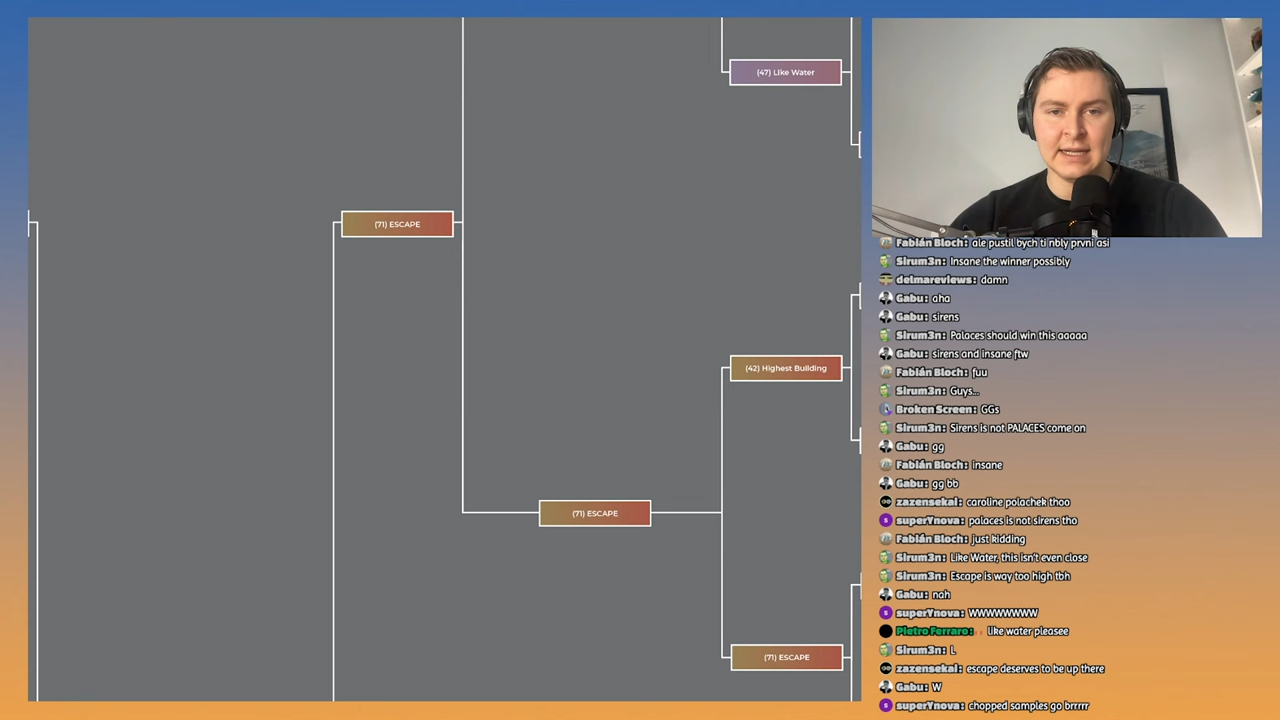 (47) Like Water
(71) ESCAPE
(42) Highest Building
(71) ESCAPE
(71) ESCAPE
Fabián Bloch: ale pustil bych ti nbly prvni asi
Sirum3n: Insane the winner possibly
delmareviews: damn
Gabu: aha
Gabu: sirens
Sirum3n: Palaces should win this aaaaa
Gabu: sirens and insane ftw
Fabián Bloch: fuu
Sirum3n: Guys...
Broken Screen: GGs
Sirum3n: Sirens is not PALACES come on
Gabu: gg
Fabián Bloch: insane
Gabu: gg bb
zazensekai: caroline polachek thoo
superYnova: palaces is not sirens tho
Fabián Bloch: just kidding
Sirum3n: Like Water, this isn't even close
Sirum3n: Escape is way too high tbh
Gabu: nah
superYnova: WWWWWWWW
Pietro Ferraro: like water pleasee
Sirum3n: L
zazensekai: escape deserves to be up there
Gabu: W
superYnova: chopped samples go brrrrr